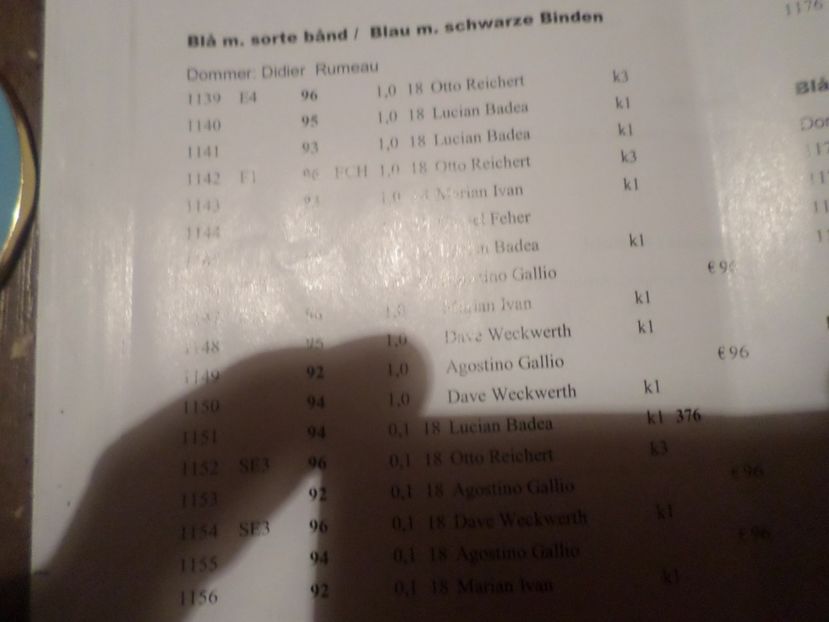 Blå m. sorte bånd / Blau m. schwarze Binden
Dommer: Didier Rumeau
1139 E4 96 1,0 18 Otto Reichert k3
1140 95 1,0 18 Lucian Badea k1
1141 93 1,0 18 Lucian Badea k1
1142 E1 96 ECH 1,0 18 Otto Reichert k3
1143 1,0 Marian Ivan k1
1144 Feher
Badea k1
Gallio € 96
1,0 Marian Ivan k1
1148 95 1,0 Dave Weckwerth k1
1149 92 1,0 Agostino Gallio € 96
1150 94 1,0 Dave Weckwerth k1
1151 94 0,1 18 Lucian Badea k1 376
1152 SE3 96 0,1 18 Otto Reichert k3
1153 92 0,1 18 Agostino Gallio € 96
1154 SE3 96 0,1 18 Dave Weckwerth k1
1155 94 0,1 18 Agostino Gallio € 96
1156 92 0,1 18 Marian Ivan k1
1176
Blå